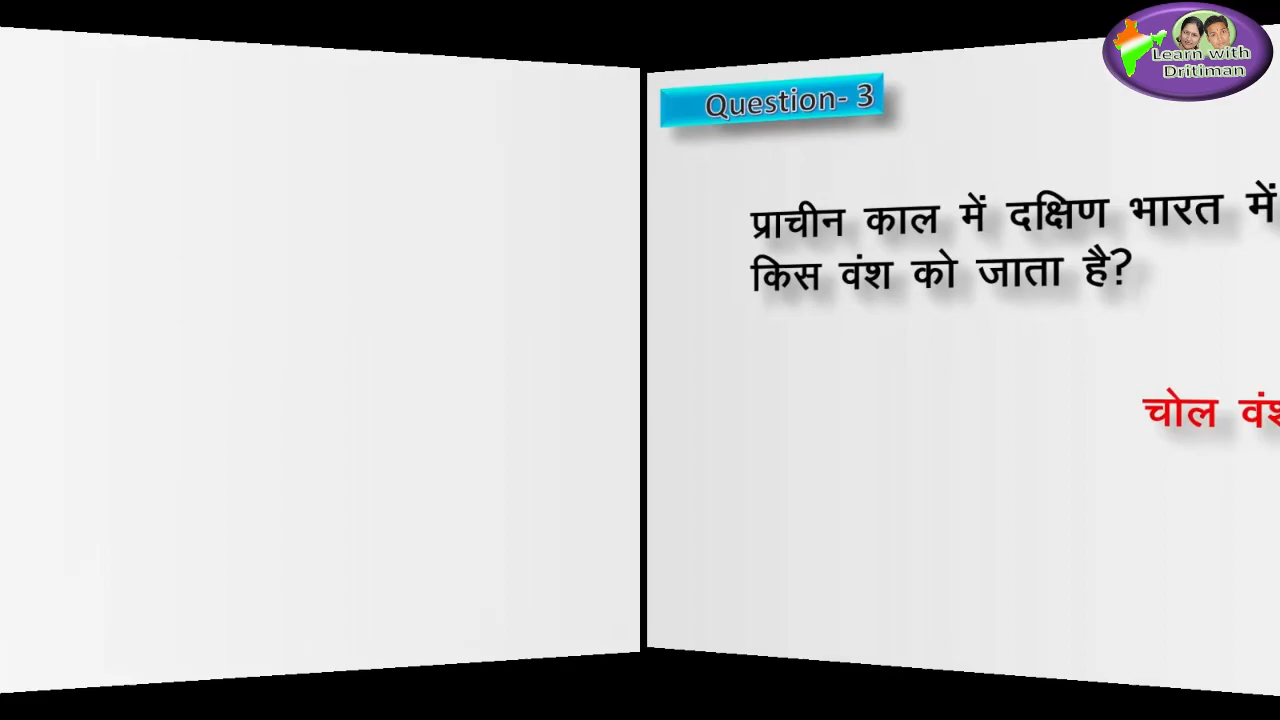 Learn with
Dritiman
Question- 3
प्राचीन काल में दक्षिण भारत में
किस वंश को जाता है?
चोल